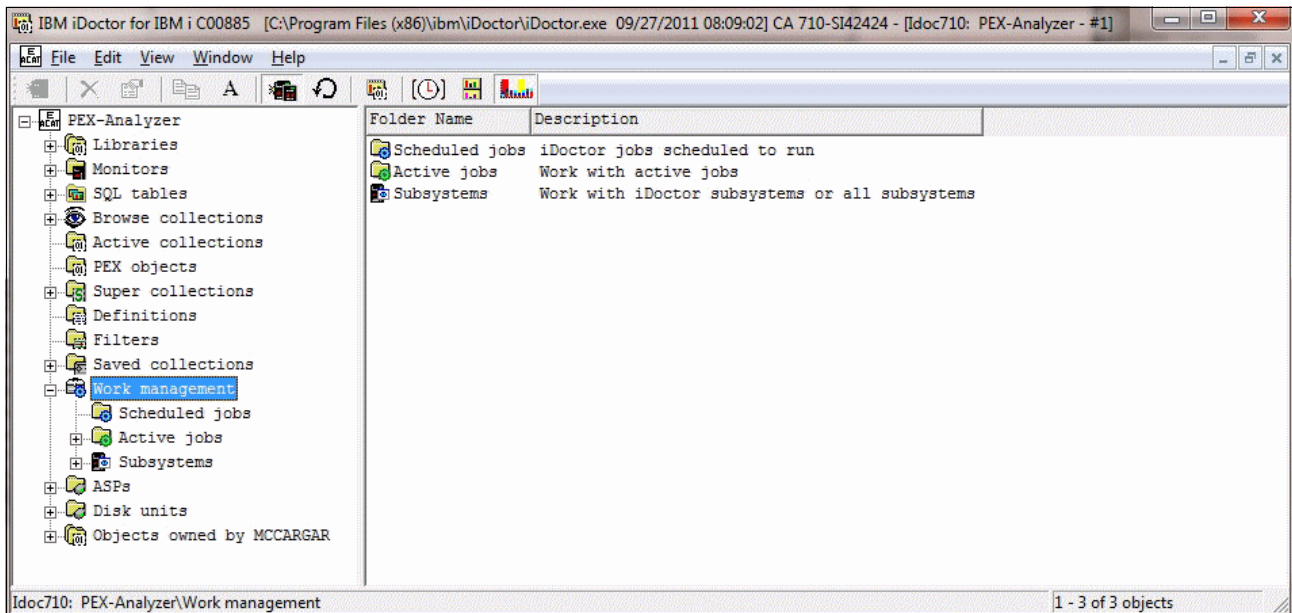 IBM iDoctor for IBM i C00885 [C:\Program Files (x86)\ibm\iDoctor\iDoctor.exe 09/27/2011 08:09:02] CA 710-SI42424 - [Idoc710: PEX-Analyzer - #1]
File Edit View Window Help
A
PEX-Analyzer
Libraries
Monitors
SQL tables
Browse collections
Active collections
PEX objects
Super collections
Definitions
Filters
Saved collections
Work management
Scheduled jobs
Active jobs
Subsystems
ASPs
Disk units
Objects owned by MCCARGAR
Folder Name Description
Scheduled jobs iDoctor jobs scheduled to run
Active jobs Work with active jobs
Subsystems Work with iDoctor subsystems or all subsystems
Idoc710: PEX-Analyzer\Work management 1 - 3 of 3 objects